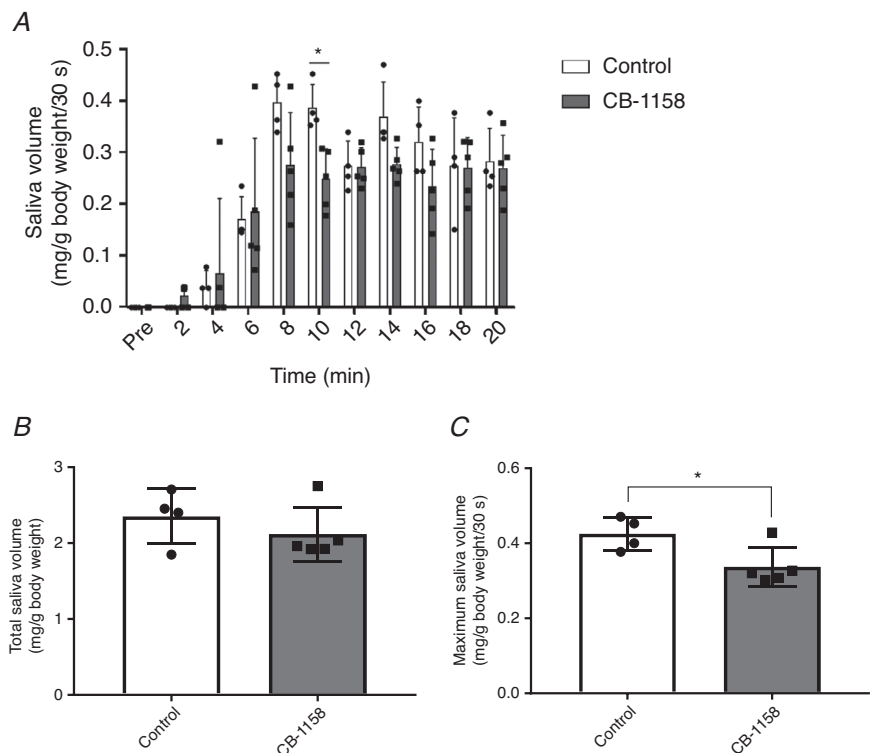 A
Saliva volume
(mg/g body weight/30 s)
0.5
0.4
0.3
0.2
0.1
0.0
*
Control
CB-1158
Pre 2 4 6 8 10 12 14 16 18 20
Time (min)
B
Total saliva volume
(mg/g body weight)
3
2
1
0
Control
CB-1158
C
Maximum saliva volume
(mg/g body weight/30 s)
0.6
0.4
0.2
0.0
*
Control
CB-1158